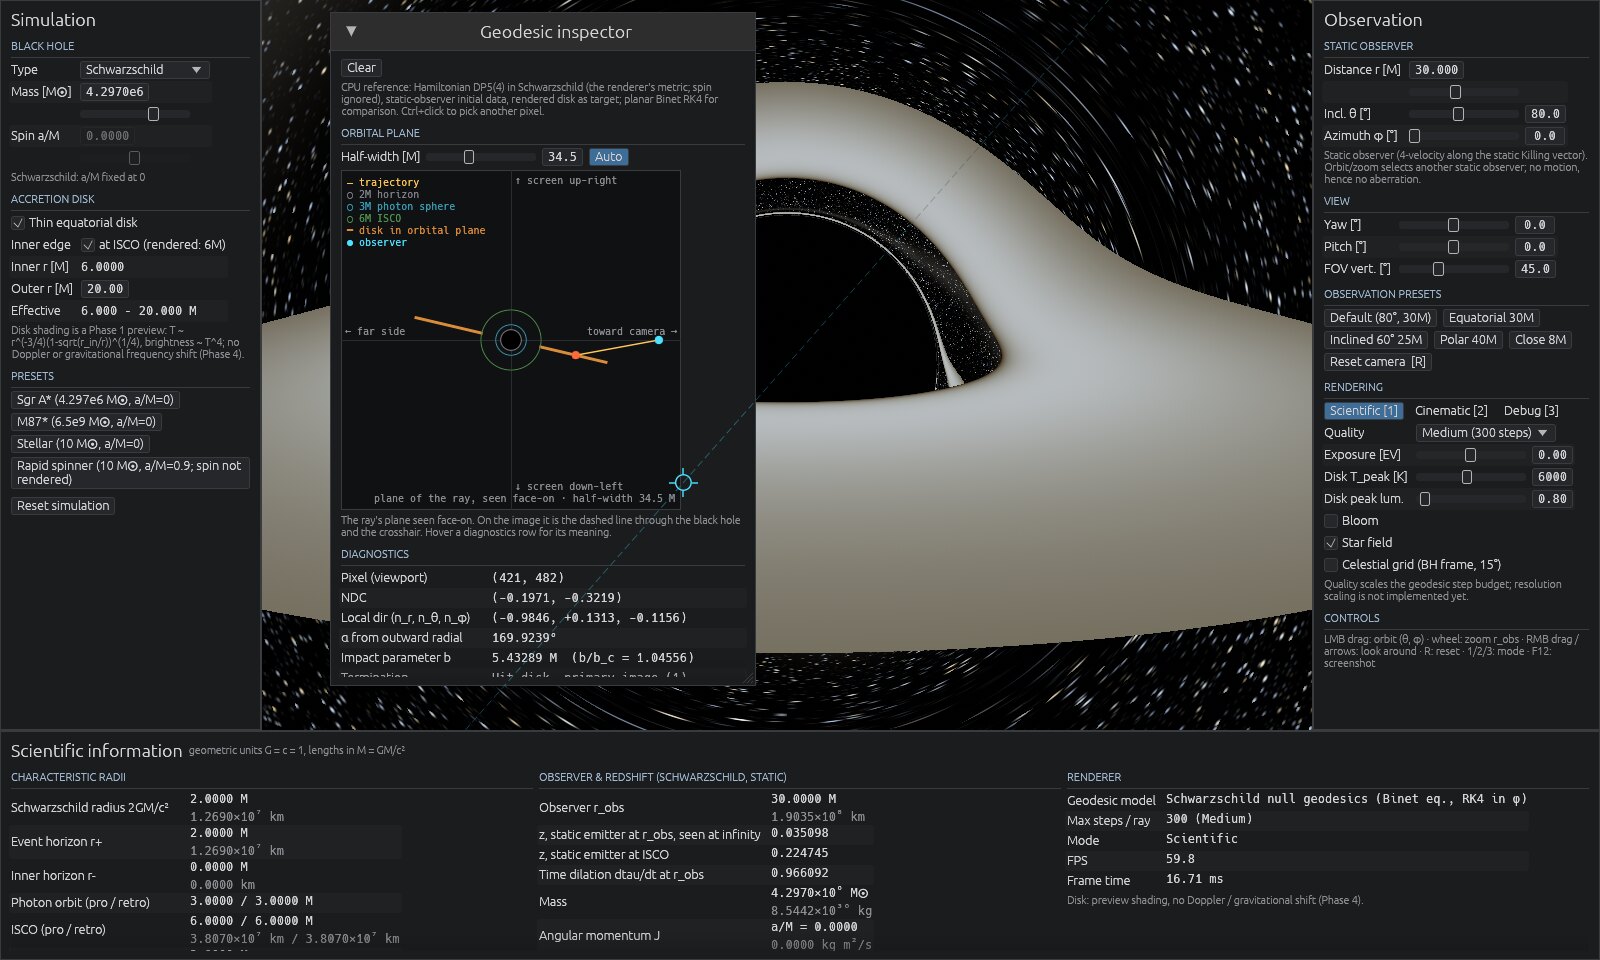 Simulation
BLACK HOLE
Type Schwarzschild
Mass [M☉] 4.2970e6
Spin a/M 0.0000
Schwarzschild: a/M fixed at 0
ACCRETION DISK
Thin equatorial disk
Inner edge at ISCO (rendered: 6M)
Inner r [M] 6.0000
Outer r [M] 20.00
Effective 6.000 - 20.000 M
Disk shading is a Phase 1 preview: T ~
r^(-3/4)(1-sqrt(r_in/r))^(1/4), brightness ~ T^4; no
Doppler or gravitational frequency shift (Phase 4).
PRESETS
Sgr A* (4.297e6 M☉, a/M=0)
M87* (6.5e9 M☉, a/M=0)
Stellar (10 M☉, a/M=0)
Rapid spinner (10 M☉, a/M=0.9; spin not
rendered)
Reset simulation
Geodesic inspector
Clear
CPU reference: Hamiltonian DP5(4) in Schwarzschild (the renderer's metric; spin
ignored), static-observer initial data, rendered disk as target; planar Binet RK4 for
comparison. Ctrl+click to pick another pixel.
ORBITAL PLANE
Half-width [M] 34.5 Auto
trajectory
2M horizon
3M photon sphere
6M ISCO
disk in orbital plane
observer
↑ screen up-right
← far side
toward camera →
↓ screen down-left
plane of the ray, seen face-on · half-width 34.5 M
The ray's plane seen face-on. On the image it is the dashed line through the black hole
and the crosshair. Hover a diagnostics row for its meaning.
DIAGNOSTICS
Pixel (viewport) (421, 482)
NDC (-0.1971, -0.3219)
Local dir (n_r, n_θ, n_φ) (-0.9846, +0.1313, -0.1156)
α from outward radial 169.9239°
Impact parameter b 5.43289 M (b/b_c = 1.04556)
Termination Hit disk, primary image (1)
Observation
STATIC OBSERVER
Distance r [M] 30.000
Incl. θ [°] 80.0
Azimuth φ [°] 0.0
Static observer (4-velocity along the static Killing vector).
Orbit/zoom selects another static observer; no motion,
hence no aberration.
VIEW
Yaw [°] 0.0
Pitch [°] 0.0
FOV vert. [°] 45.0
OBSERVATION PRESETS
Default (80°, 30M) Equatorial 30M
Inclined 60° 25M Polar 40M Close 8M
Reset camera [R]
RENDERING
Scientific [1] Cinematic [2] Debug [3]
Quality Medium (300 steps)
Exposure [EV] 0.00
Disk T_peak [K] 6000
Disk peak lum. 0.80
Bloom
Star field
Celestial grid (BH frame, 15°)
Quality scales the geodesic step budget; resolution
scaling is not implemented yet.
CONTROLS
LMB drag: orbit (θ, φ) · wheel: zoom r_obs · RMB drag /
arrows: look around · R: reset · 1/2/3: mode · F12:
screenshot
Scientific information geometric units G = c = 1, lengths in M = GM/c²
CHARACTERISTIC RADII
Schwarzschild radius 2GM/c² 2.0000 M
1.2690×10⁷ km
Event horizon r+ 2.0000 M
1.2690×10⁷ km
Inner horizon r- 0.0000 M
0.0000 km
Photon orbit (pro / retro) 3.0000 / 3.0000 M
ISCO (pro / retro) 6.0000 / 6.0000 M
3.8070×10⁷ km / 3.8070×10⁷ km
OBSERVER & REDSHIFT (SCHWARZSCHILD, STATIC)
Observer r_obs 30.0000 M
1.9035×10⁸ km
z, static emitter at r_obs, seen at infinity 0.035098
z, static emitter at ISCO 0.224745
Time dilation dtau/dt at r_obs 0.966092
Mass 4.2970×10⁶ M☉
8.5442×10³⁶ kg
Angular momentum J a/M = 0.0000
0.0000 kg m²/s
RENDERER
Geodesic model Schwarzschild null geodesics (Binet eq., RK4 in φ)
Max steps / ray 300 (Medium)
Mode Scientific
FPS 59.8
Frame time 16.71 ms
Disk: preview shading, no Doppler / gravitational shift (Phase 4).